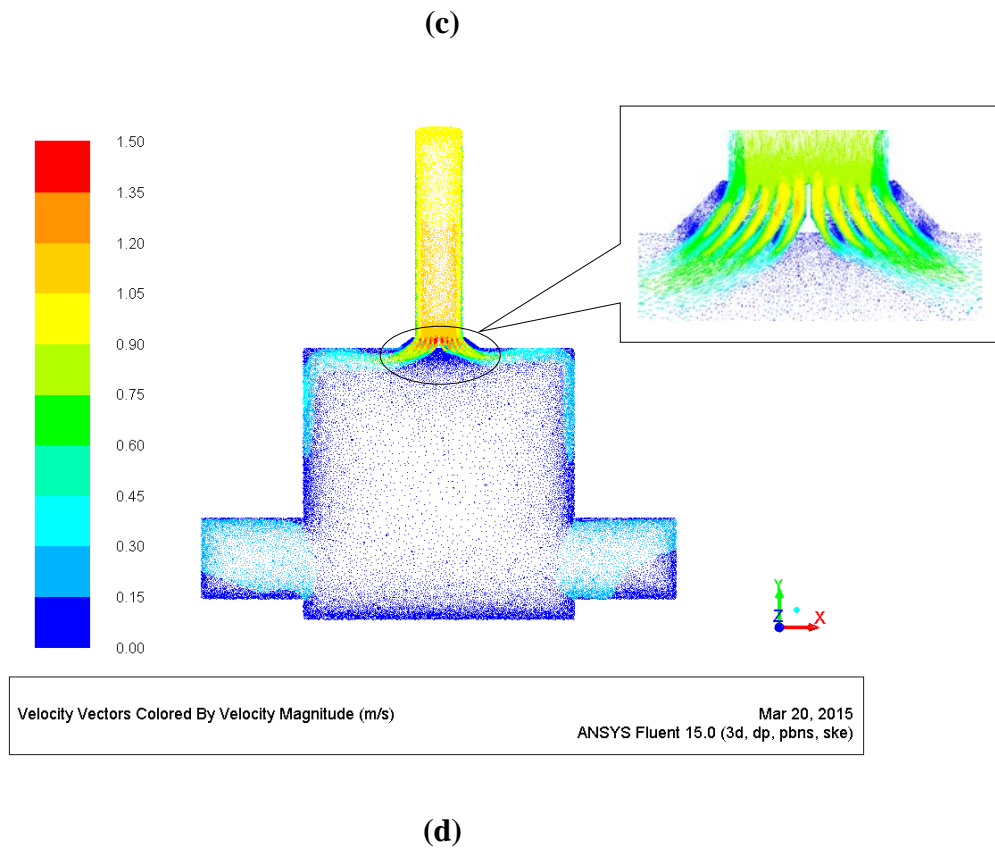 (c)
1.50
1.35
1.20
1.05
0.90
0.75
0.60
0.45
0.30
0.15
0.00
Y
Z
X
Velocity Vectors Colored By Velocity Magnitude (m/s)
Mar 20, 2015
ANSYS Fluent 15.0 (3d, dp, pbns, ske)
(d)